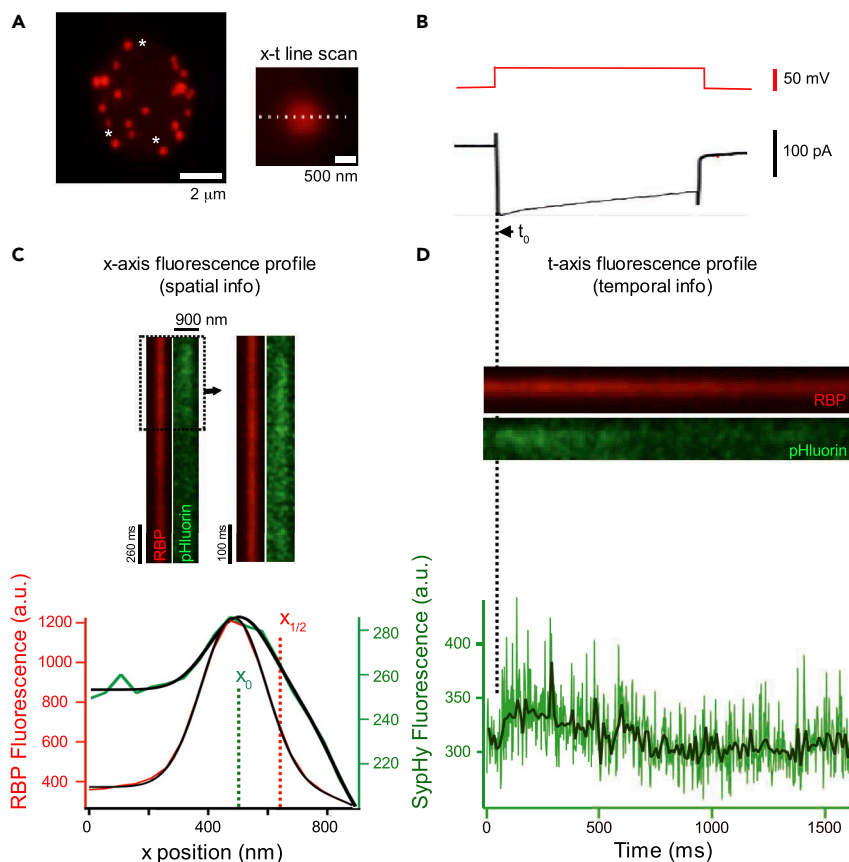 A
*
*
*
2 μm
x-t line scan
500 nm
B
50 mV
100 pA
t0
C
x-axis fluorescence profile
(spatial info)
900 nm
260 ms
RBP
pHluorin
100 ms
D
t-axis fluorescence profile
(temporal info)
RBP
pHluorin
RBP Fluorescence (a.u.)
1200
1000
800
600
400
x0
x1/2
280
260
240
220
SypHy Fluorescence (a.u.)
0
400
800
x position (nm)
400
350
300
0
500
1000
1500
Time (ms)